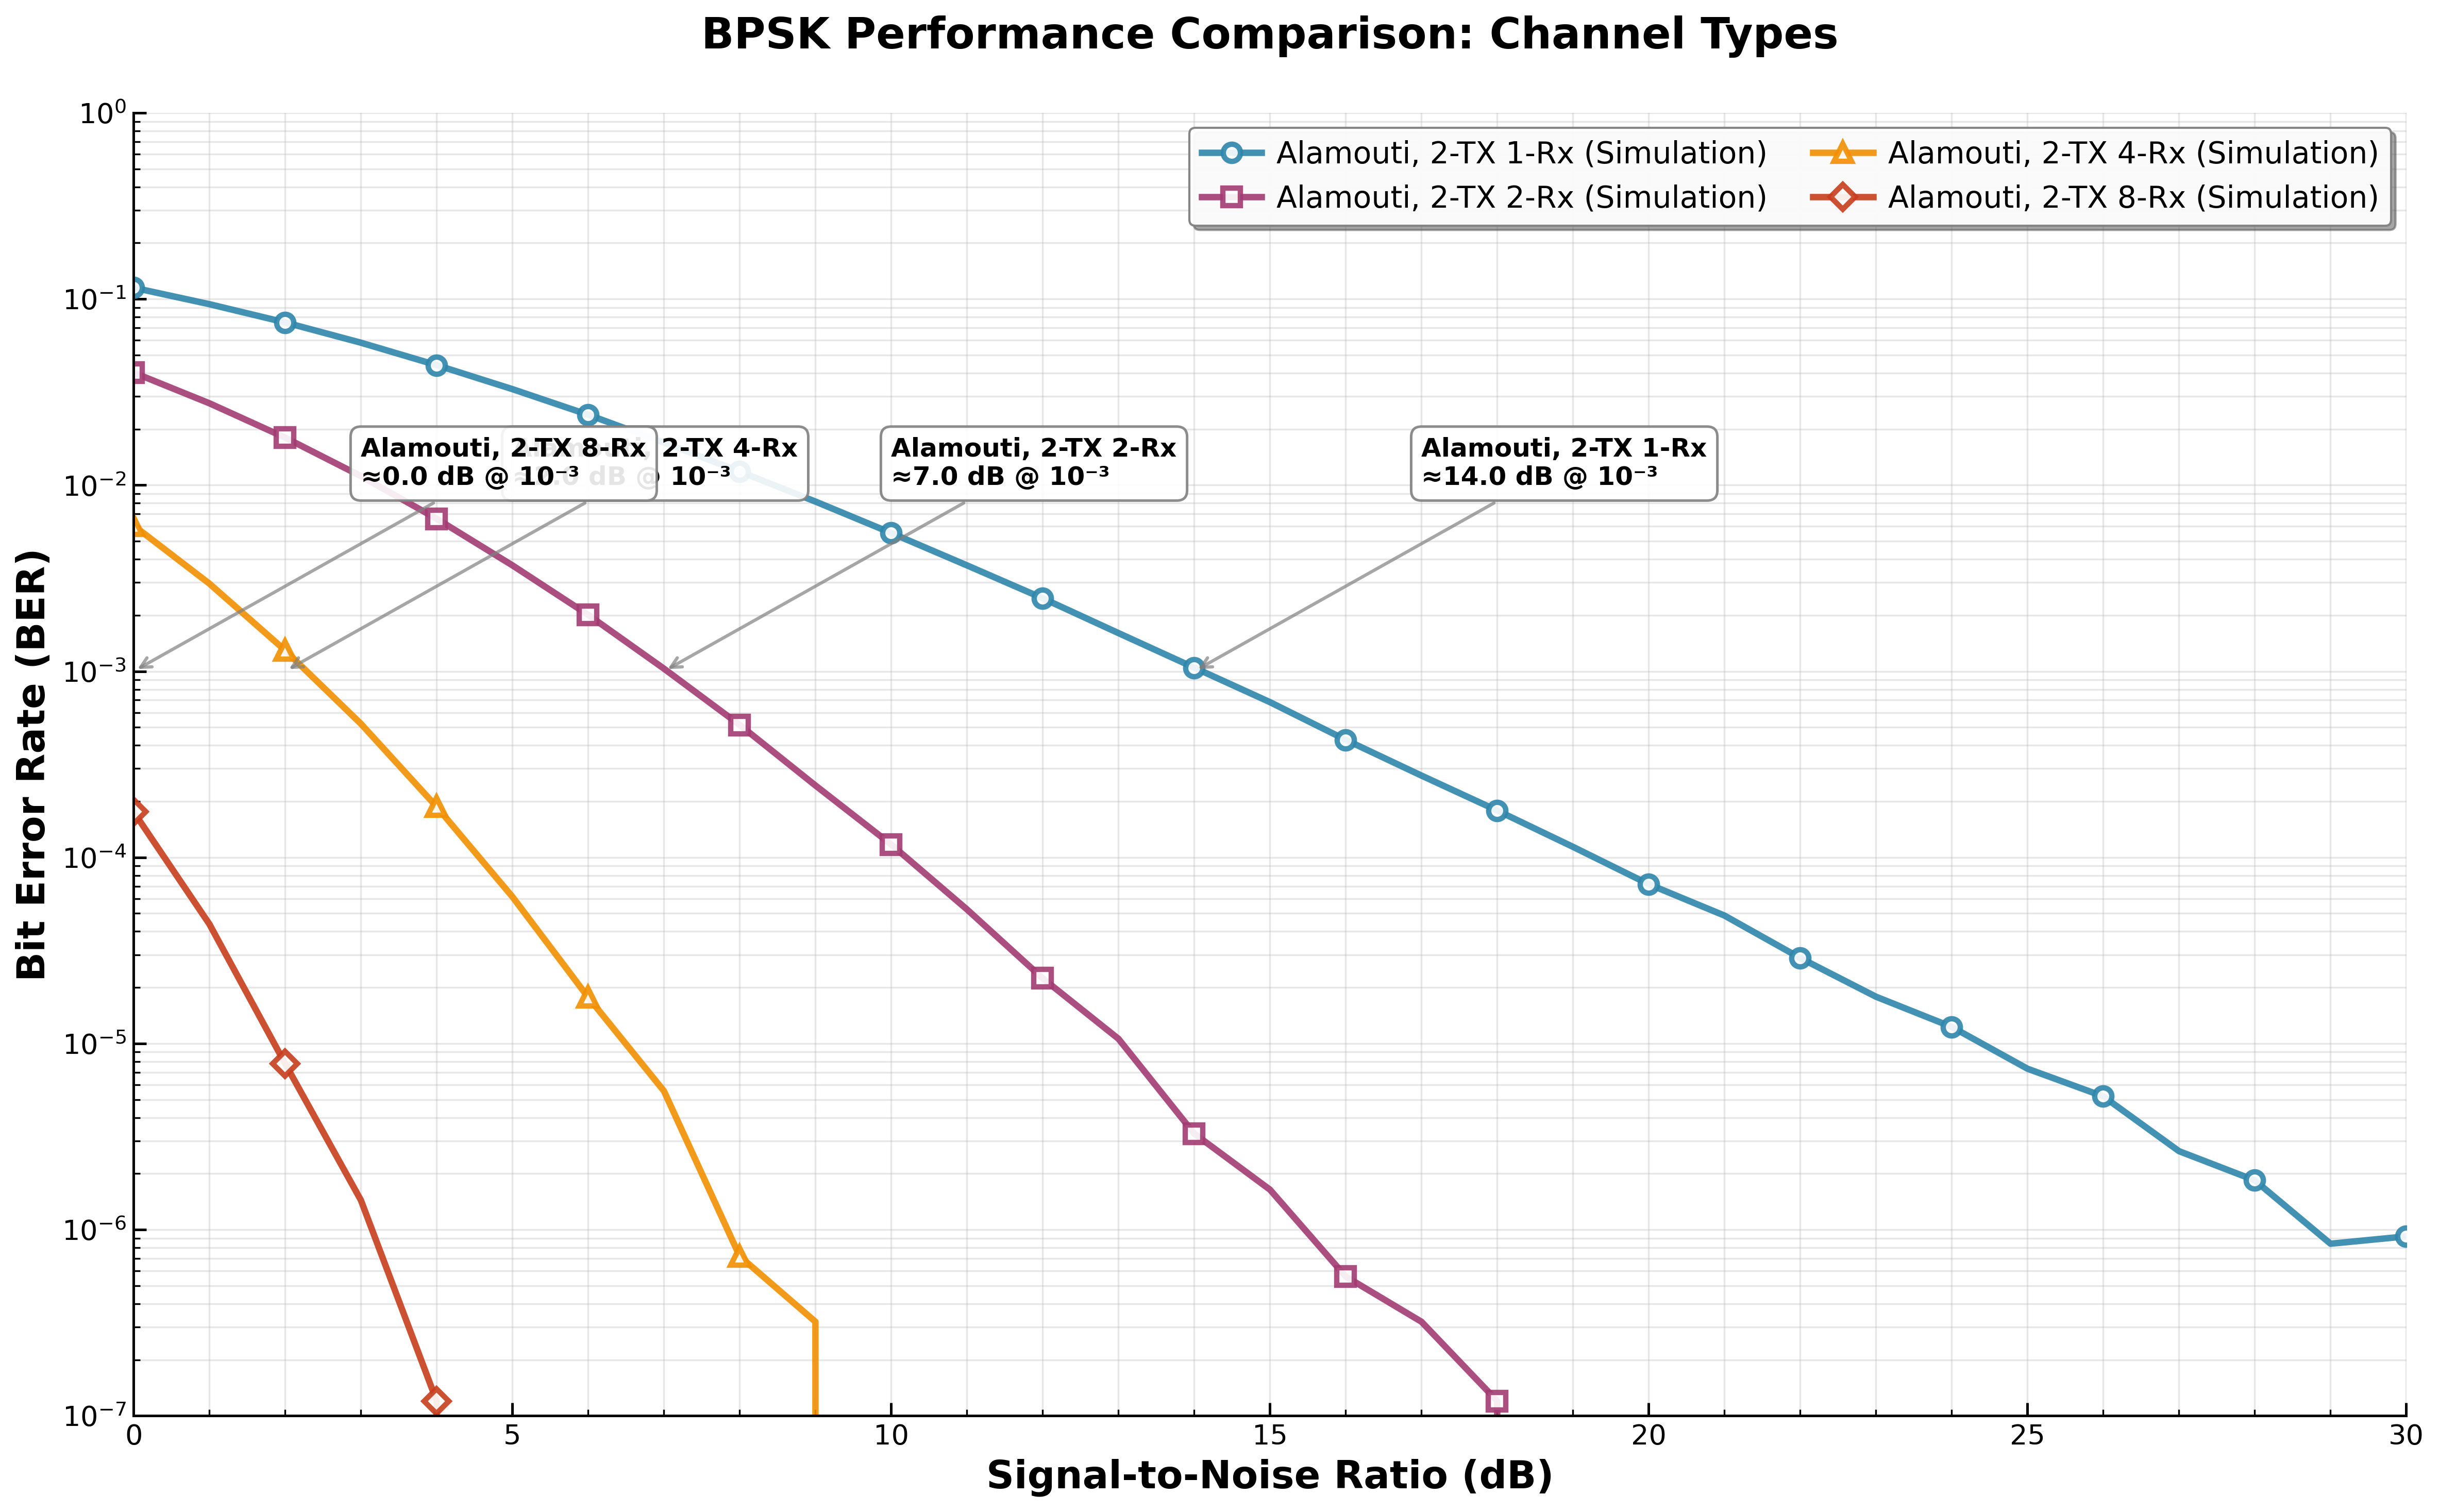 BPSK Performance Comparison: Channel Types
Alamouti, 2-TX 1-Rx (Simulation)
Alamouti, 2-TX 2-Rx (Simulation)
Alamouti, 2-TX 4-Rx (Simulation)
Alamouti, 2-TX 8-Rx (Simulation)
Bit Error Rate (BER)
10⁰
10⁻¹
10⁻²
10⁻³
10⁻⁴
10⁻⁵
10⁻⁶
10⁻⁷
Alamouti, 2-TX 8-Rx
≈0.0 dB @ 10⁻³
2-TX 4-Rx
@ 10⁻³
Alamouti, 2-TX 2-Rx
≈7.0 dB @ 10⁻³
Alamouti, 2-TX 1-Rx
≈14.0 dB @ 10⁻³
0 5 10 15 20 25 30
Signal-to-Noise Ratio (dB)